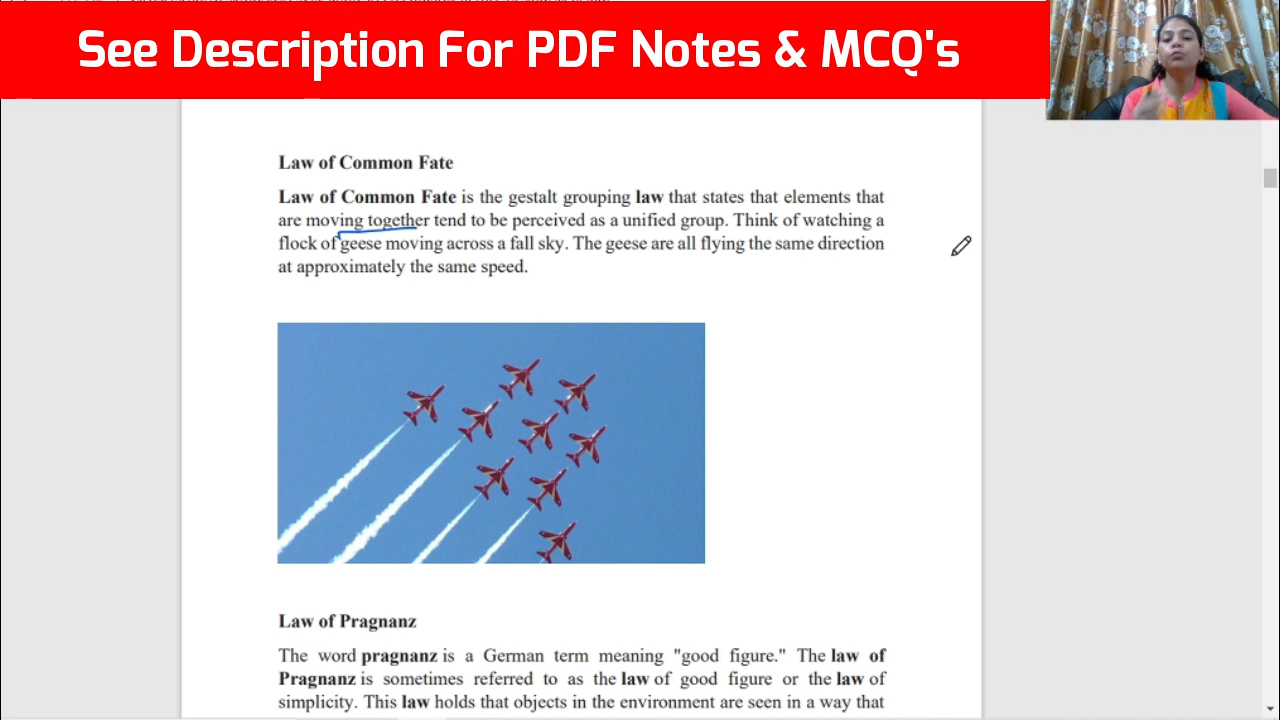 See Description For PDF Notes & MCQ's
Law of Common Fate
Law of Common Fate is the gestalt grouping law that states that elements that
are moving together tend to be perceived as a unified group. Think of watching a
flock of geese moving across a fall sky. The geese are all flying the same direction
at approximately the same speed.
Law of Pragnanz
The word pragnanz is a German term meaning "good figure." The law of
Pragnanz is sometimes referred to as the law of good figure or the law of
simplicity. This law holds that objects in the environment are seen in a way that